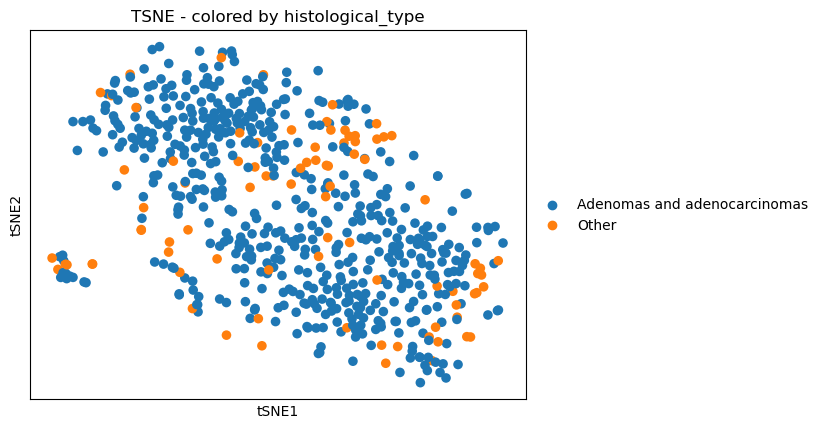 TSNE - colored by histological_type
tSNE2
Adenomas and adenocarcinomas
Other
tSNE1